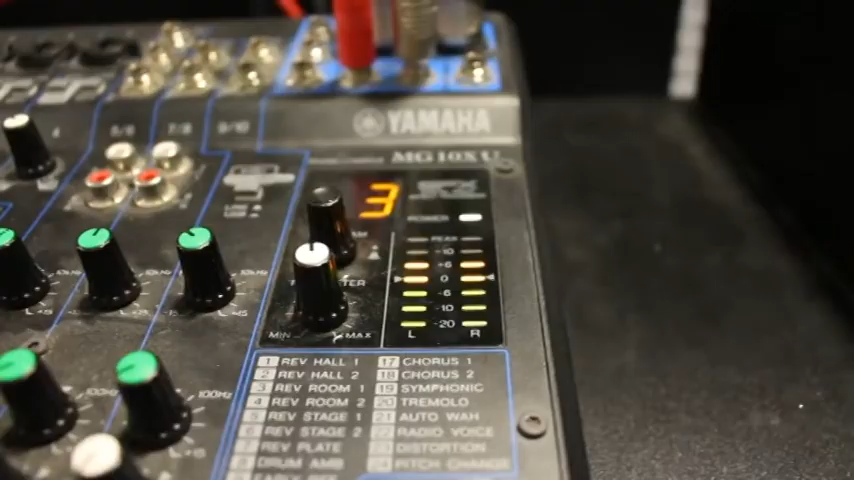 5/6 7/8 9/10
YAMAHA
MG10XU
3
POWER
PEAK
+10
+6
0
-6
-10
-20
L R
MIN MAX
10kHz 10kHz 10kHz
100Hz
1 REV HALL 1
2 REV HALL 2
3 REV ROOM 1
4 REV ROOM 2
5 REV STAGE 1
6 REV STAGE 2
7 REV PLATE
8 DRUM AMB
17 CHORUS 1
18 CHORUS 2
19 SYMPHONIC
20 TREMOLO
21 AUTO WAH
22 RADIO VOICE
23 DISTORTION
24 PITCH CHANGE